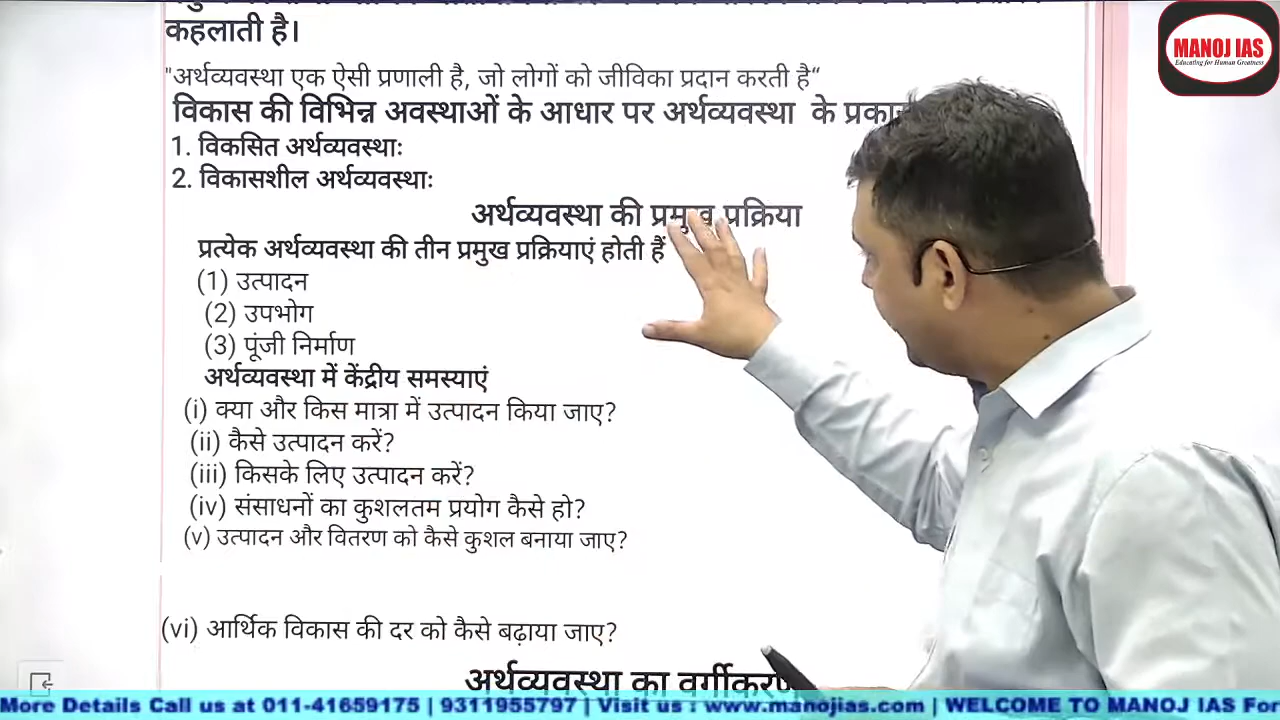 कहलाती है।
"अर्थव्यवस्था एक ऐसी प्रणाली है, जो लोगों को जीविका प्रदान करती है“
विकास की विभिन्न अवस्थाओं के आधार पर अर्थव्यवस्था के
1. विकसित अर्थव्यवस्थाः
2. विकासशील अर्थव्यवस्थाः
अर्थव्यवस्था की प्रमुख प्रक्रिया
प्रत्येक अर्थव्यवस्था की तीन प्रमुख प्रक्रियाएं होती हैं
(1) उत्पादन
(2) उपभोग
(3) पूंजी निर्माण
अर्थव्यवस्था में केंद्रीय समस्याएं
(i) क्या और किस मात्रा में उत्पादन किया जाए?
(ii) कैसे उत्पादन करें?
(iii) किसके लिए उत्पादन करें?
(iv) संसाधनों का कुशलतम प्रयोग कैसे हो?
(v) उत्पादन और वितरण को कैसे कुशल बनाया जाए?
(vi) आर्थिक विकास की दर को कैसे बढ़ाया जाए?
अर्थव्यवस्था का वर्गीकरण
MANOJ IAS
Educating for Human Greatness
More Details Call us at 011-41659175 | 9311955797 | Visit us : www.manojias.com | WELCOME TO MANOJ IAS For